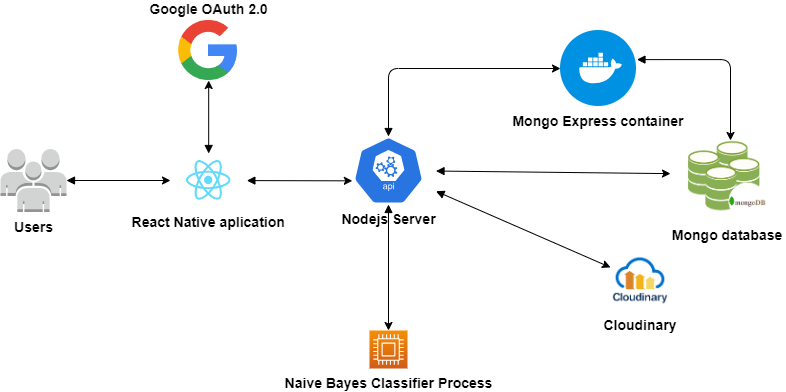 Google OAuth 2.0
Mongo Express container
api
mongoDB
Users
React Native aplication
Nodejs Server
Mongo database
Cloudinary
Cloudinary
Naive Bayes Classifier Process